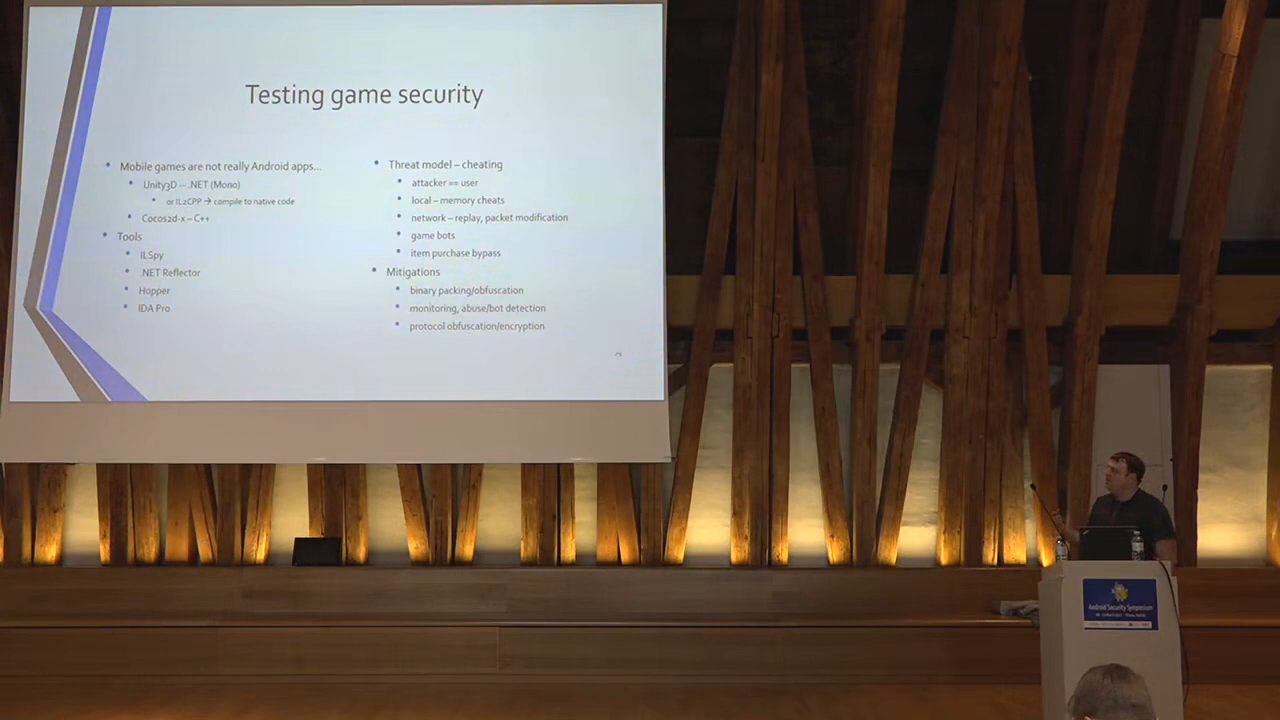 Testing game security
Mobile games are not really Android apps...
Unity3D -- .NET (Mono)
or IL2CPP → compile to native code
Cocos2d-x – C++
Tools
ILSpy
.NET Reflector
Hopper
IDA Pro
Threat model – cheating
attacker == user
local – memory cheats
network – replay, packet modification
game bots
item purchase bypass
Mitigations
binary packing/obfuscation
monitoring, abuse/bot detection
protocol obfuscation/encryption
Android Security Symposium